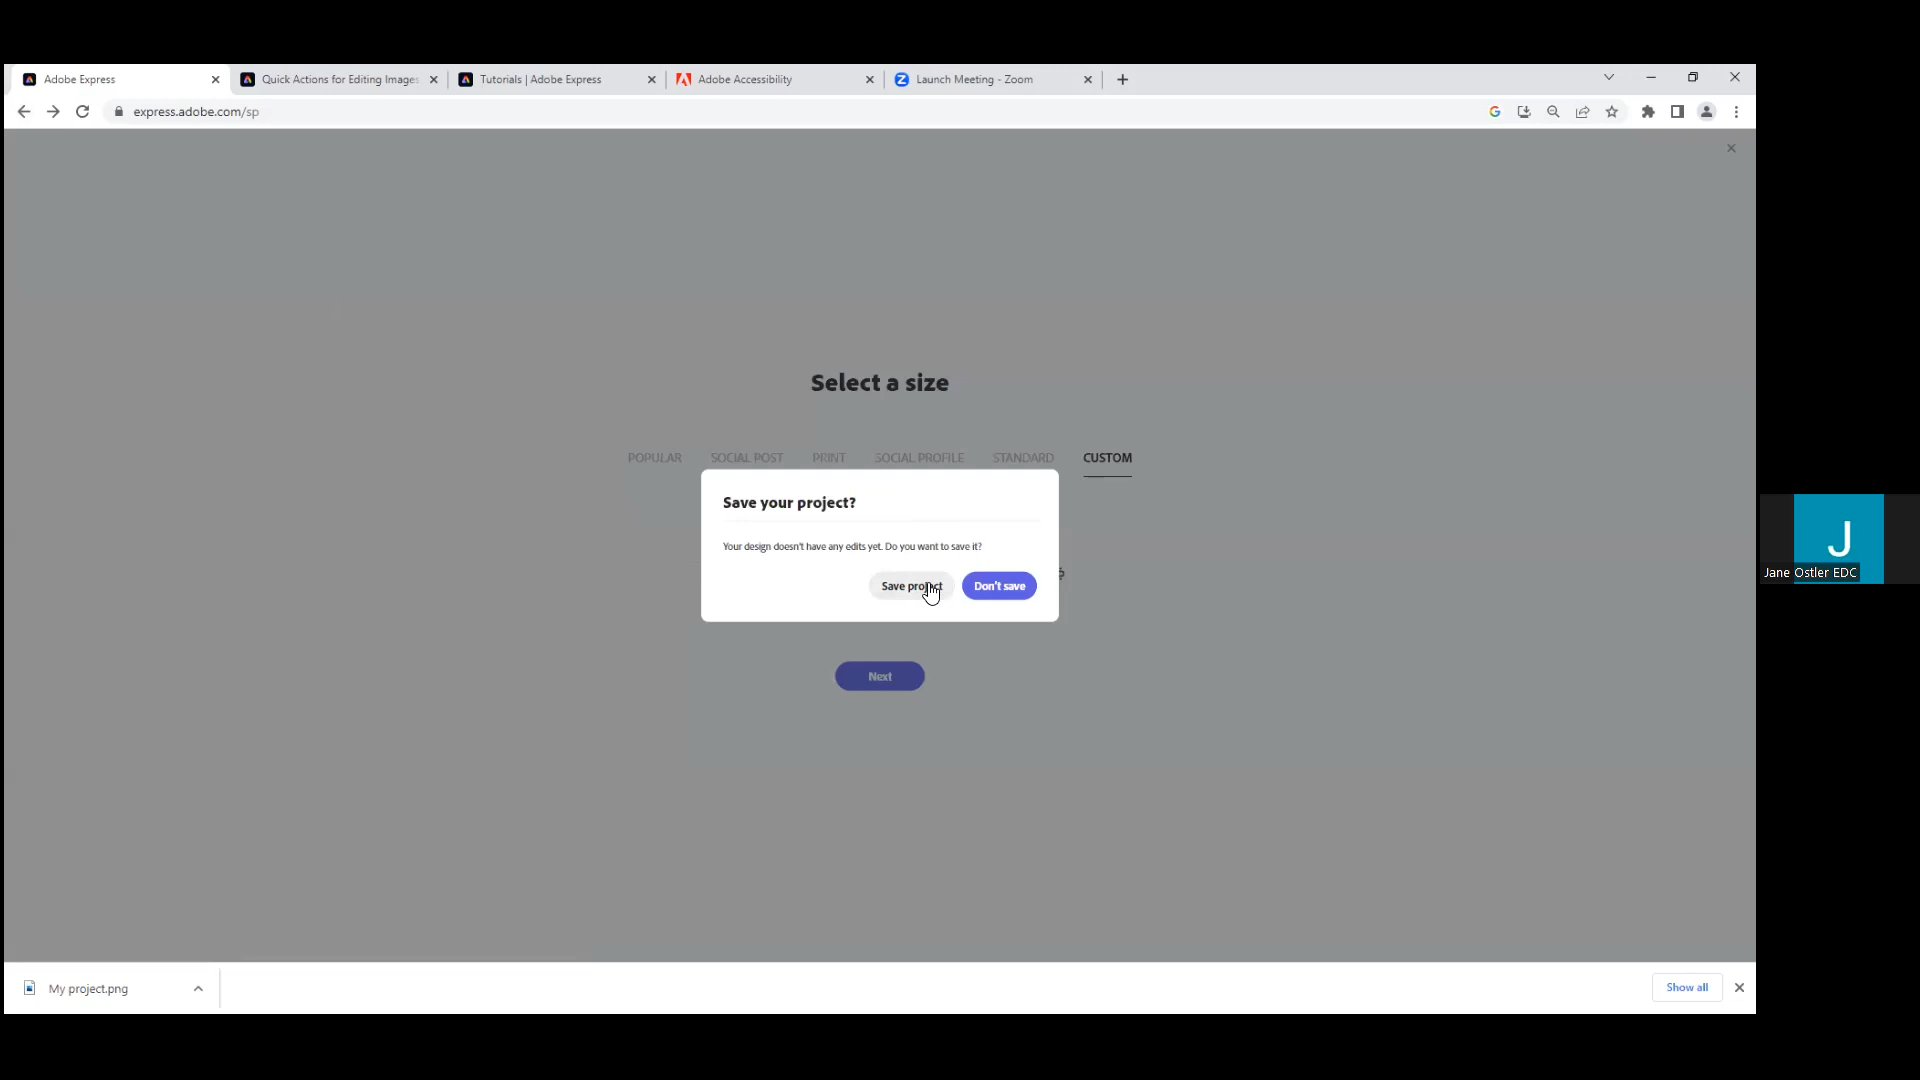 Adobe Express
Quick Actions for Editing Images
Tutorials | Adobe Express
Adobe Accessibility
Launch Meeting - Zoom
express.adobe.com/sp
Select a size
POPULAR SOCIAL POST PRINT SOCIAL PROFILE STANDARD CUSTOM
Save your project?
Your design doesn't have any edits yet. Do you want to save it?
Save project Don't save
Next
J
Jane Ostler EDC
My project.png
Show all